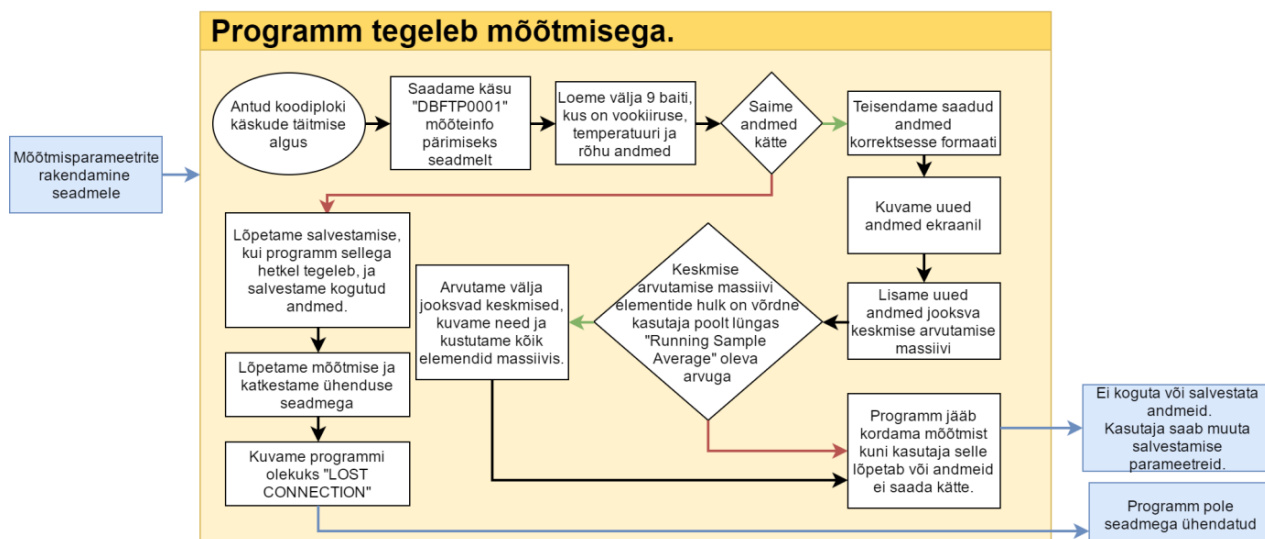 Programm tegeleb mõõtmisega.
Mõõtmisparameetrite
rakendamine
seadmele
Antud koodiploki
käskude täitmise
algus
Saadame käsu
"DBFTP0001"
mõõteinfo
pärimiseks
seadmelt
Loeme välja 9 baiti,
kus on vookiiruse,
temperatuuri ja
rõhu andmed
Saime
andmed
kätte
Teisendame saadud
andmed
korrektsesse formaati
Kuvame uued
andmed ekraanil
Lisame uued
andmed jooksva
keskmise arvutamise
massiivi
Keskmise
arvutamise massiivi
elementide hulk on võrdne
kasutaja poolt lüngas
"Running Sample
Average" oleva
arvuga
Arvutame välja
jooksvad keskmised,
kuvame need ja
kustutame kõik
elemendid massiivis.
Lõpetame salvestamise,
kui programm sellega
hetkel tegeleb, ja
salvestame kogutud
andmed.
Lõpetame mõõtmise ja
katkestame ühenduse
seadmega
Kuvame programmi
olekuks "LOST
CONNECTION"
Programm jääb
kordama mõõtmist
kuni kasutaja selle
lõpetab või andmeid
ei saada kätte.
Ei koguta või salvestata
andmeid.
Kasutaja saab muuta
salvestamise
parameetreid.
Programm pole
seadmega ühendatud